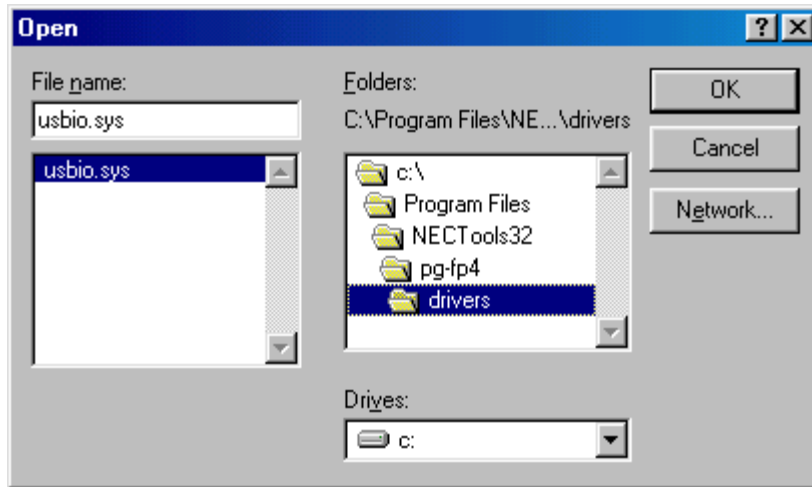 Open
File name:
usbio.sys
usbio.sys
Folders:
C:\Program Files\NE...\drivers
c:\
Program Files
NECTools32
pg-fp4
drivers
Drives:
c:
OK
Cancel
Network...